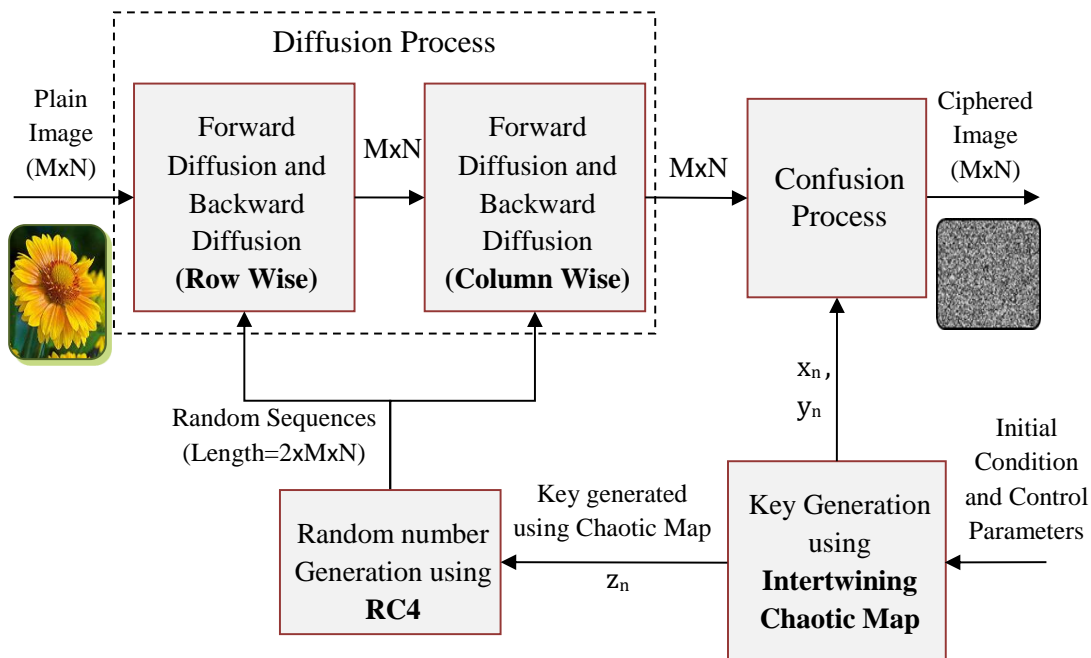 Diffusion Process
Plain
Image
(MxN)
Forward
Diffusion and
Backward
Diffusion
(Row Wise)
MxN
Forward
Diffusion and
Backward
Diffusion
(Column Wise)
MxN
Confusion
Process
Ciphered
Image
(MxN)
Random Sequences
(Length=2xMxN)
xₙ ,
yₙ
Initial
Condition
and Control
Parameters
Random number
Generation using
RC4
Key generated
using Chaotic Map
zₙ
Key Generation
using
Intertwining
Chaotic Map